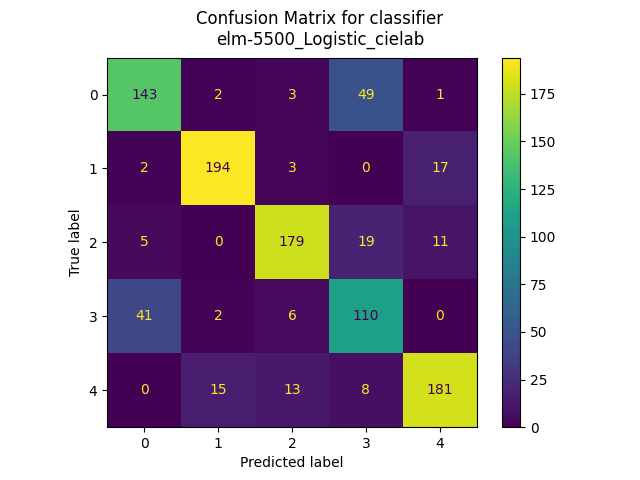 Confusion Matrix for classifier
elm-5500_Logistic_cielab
0 143 2 3 49 1
1 2 194 3 0 17
2 5 0 179 19 11
3 41 2 6 110 0
4 0 15 13 8 181
0 1 2 3 4
Predicted label
True label
175
150
125
100
75
50
25
0